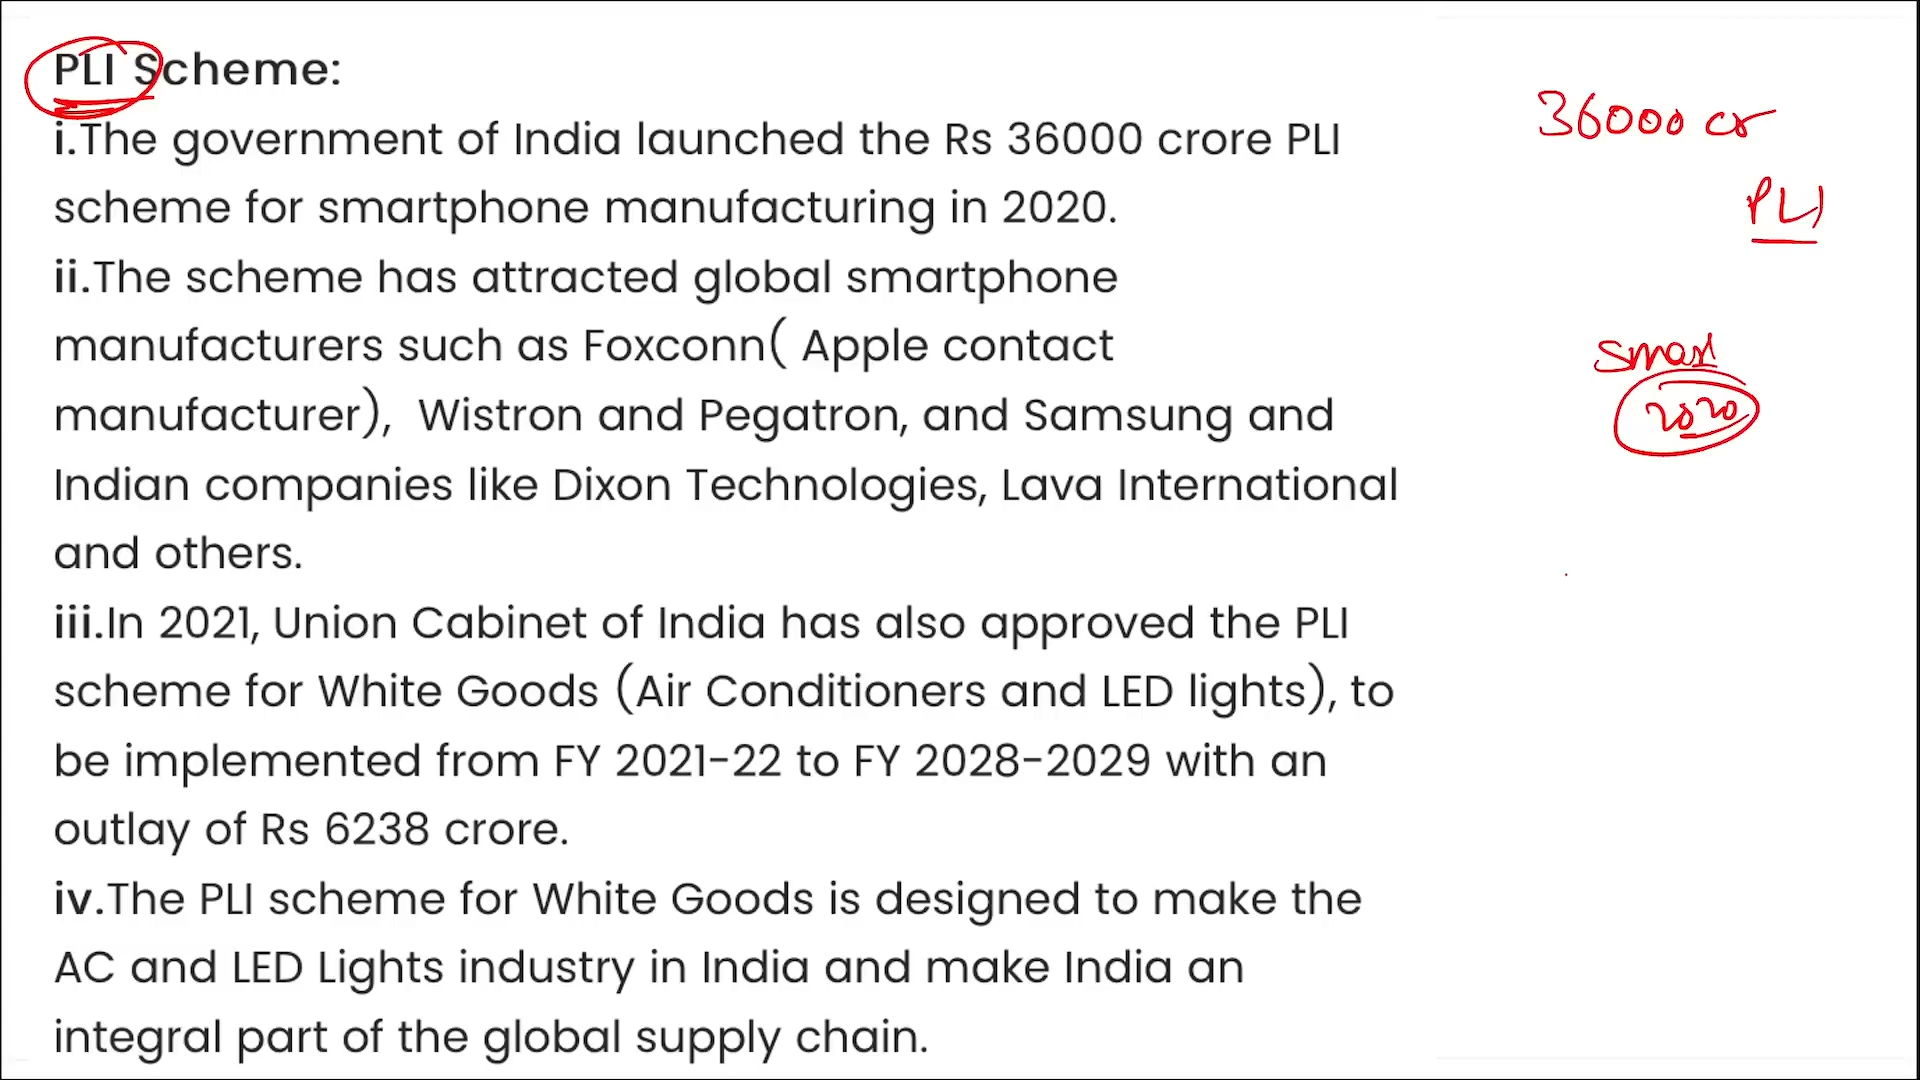 PLI Scheme:
i.The government of India launched the Rs 36000 crore PLI
scheme for smartphone manufacturing in 2020.
ii.The scheme has attracted global smartphone
manufacturers such as Foxconn( Apple contact
manufacturer),  Wistron and Pegatron, and Samsung and
Indian companies like Dixon Technologies, Lava International
and others.
iii.In 2021, Union Cabinet of India has also approved the PLI
scheme for White Goods (Air Conditioners and LED lights), to
be implemented from FY 2021-22 to FY 2028-2029 with an
outlay of Rs 6238 crore.
iv.The PLI scheme for White Goods is designed to make the
AC and LED Lights industry in India and make India an
integral part of the global supply chain.
36000 cr
PLI
Smart
2020